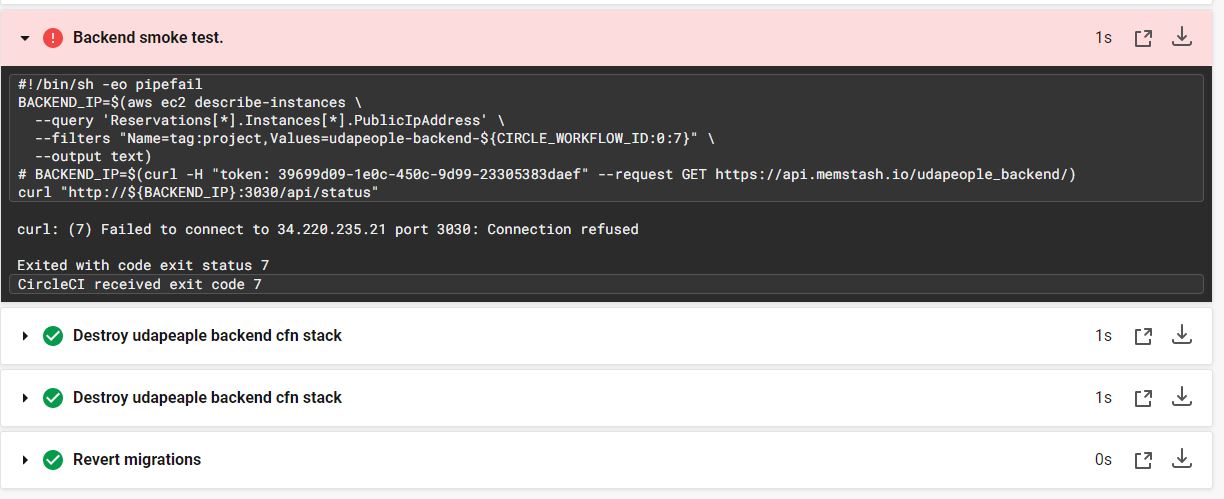 Backend smoke test.
1s
#!/bin/sh -eo pipefail
BACKEND_IP=$(aws ec2 describe-instances \
  --query 'Reservations[*].Instances[*].PublicIpAddress' \
  --filters "Name=tag:project,Values=udapeople-backend-${CIRCLE_WORKFLOW_ID:0:7}" \
  --output text)
# BACKEND_IP=$(curl -H "token: 39699d09-1e0c-450c-9d99-23305383daef" --request GET https://api.memstash.io/udapeople_backend/)
curl "http://${BACKEND_IP}:3030/api/status"
curl: (7) Failed to connect to 34.220.235.21 port 3030: Connection refused
Exited with code exit status 7
CircleCI received exit code 7
Destroy udapeaple backend cfn stack
1s
Destroy udapeaple backend cfn stack
1s
Revert migrations
0s